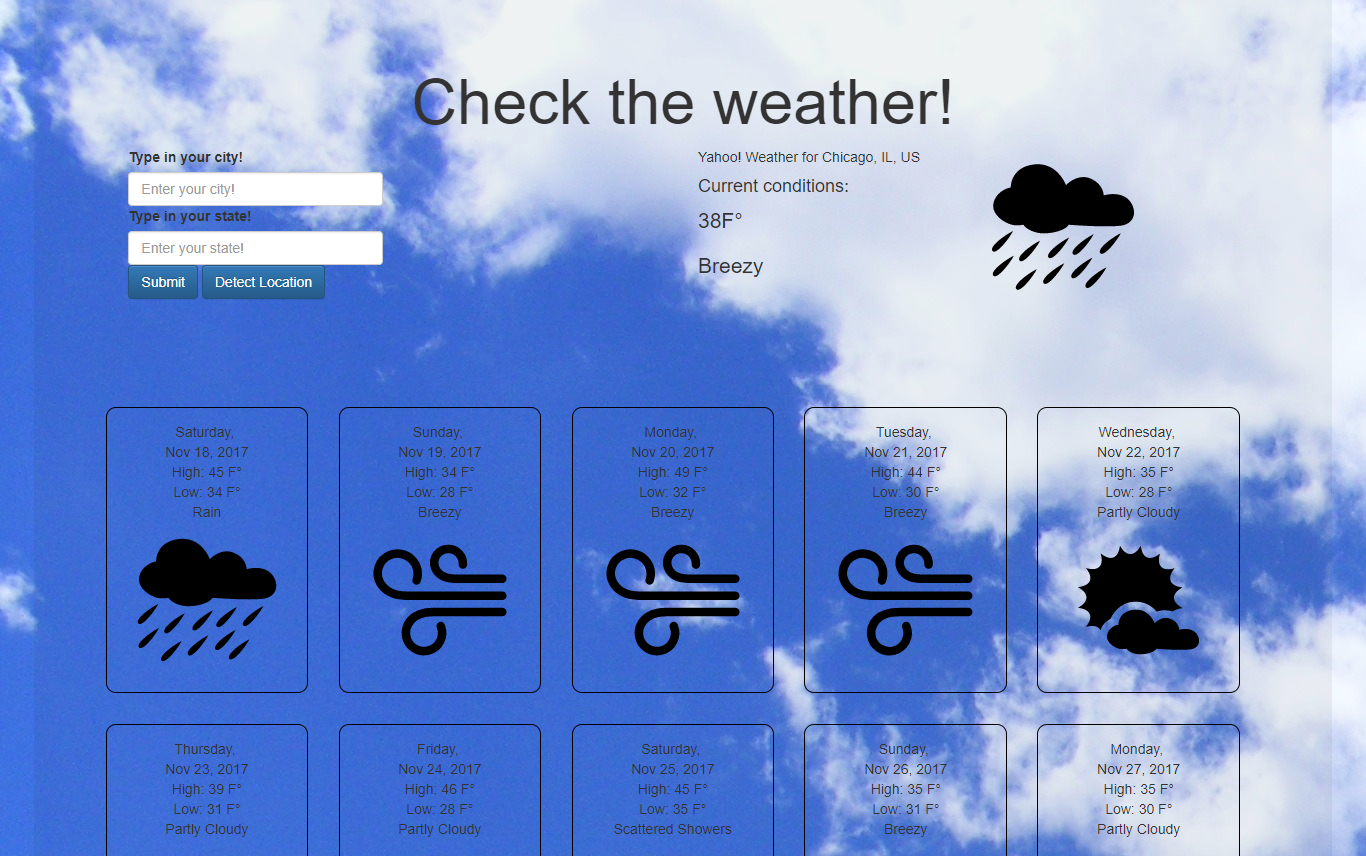 Check the weather!
Type in your city!
Enter your city!
Type in your state!
Enter your state!
Submit
Detect Location
Yahoo! Weather for Chicago, IL, US
Current conditions:
38F°
Breezy
Saturday,
Nov 18, 2017
High: 45 F°
Low: 34 F°
Rain
Sunday,
Nov 19, 2017
High: 34 F°
Low: 28 F°
Breezy
Monday,
Nov 20, 2017
High: 49 F°
Low: 32 F°
Breezy
Tuesday,
Nov 21, 2017
High: 44 F°
Low: 30 F°
Breezy
Wednesday,
Nov 22, 2017
High: 35 F°
Low: 28 F°
Partly Cloudy
Thursday,
Nov 23, 2017
High: 39 F°
Low: 31 F°
Partly Cloudy
Friday,
Nov 24, 2017
High: 46 F°
Low: 28 F°
Partly Cloudy
Saturday,
Nov 25, 2017
High: 45 F°
Low: 35 F°
Scattered Showers
Sunday,
Nov 26, 2017
High: 35 F°
Low: 31 F°
Breezy
Monday,
Nov 27, 2017
High: 35 F°
Low: 30 F°
Partly Cloudy